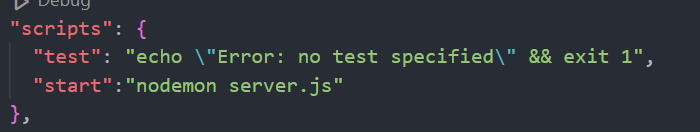 Debug
"scripts": {
"test": "echo \"Error: no test specified\" && exit 1",
"start":"nodemon server.js"
},